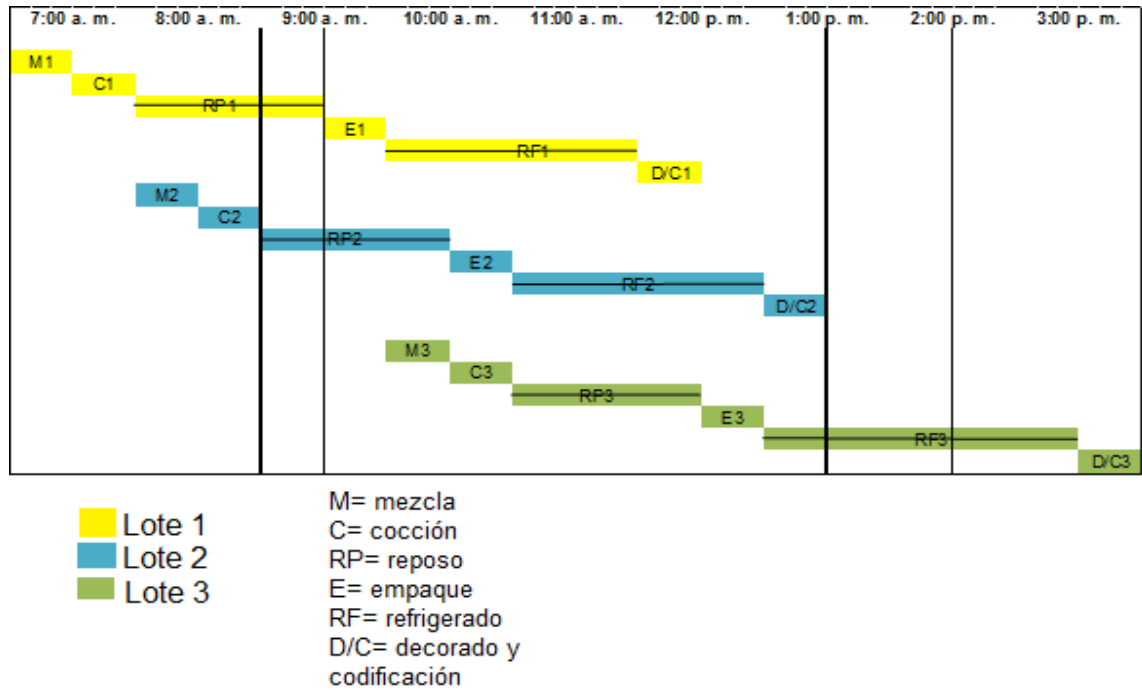 7:00 a. m. 8:00 a. m. 9:00 a. m. 10:00 a. m. 11:00 a. m. 12:00 p. m. 1:00 p. m. 2:00 p. m. 3:00 p. m.
M1
C1
RP1
E1
RF1
D/C1
M2
C2
RP2
E2
RF2
D/C2
M3
C3
RP3
E3
RF3
D/C3
Lote 1
Lote 2
Lote 3
M= mezcla
C= cocción
RP= reposo
E= empaque
RF= refrigerado
D/C= decorado y
codificación